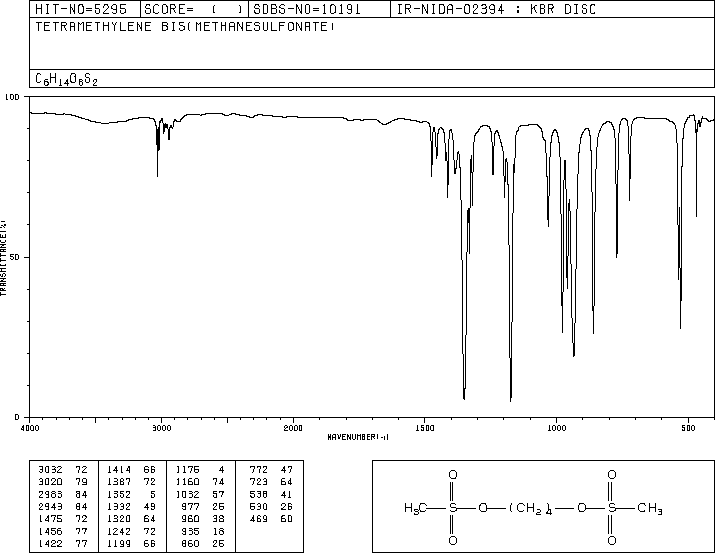 HIT-NO=5295 SCORE= ( ) SDBS-NO=10191 IR-NIDA-02394 : KBR DISC
TETRAMETHYLENE BIS(METHANESULFONATE)
C6H14O6S2
100
50
0
TRANSMITTANCE(%)
4000 3000 2000 1500 1000 500
WAVENUMBER(-1)
3032 72 1414 66 1176 4 772 47
3020 79 1387 72 1160 74 723 64
2983 84 1352 5 1032 57 538 41
2943 84 1332 49 977 25 530 26
1475 72 1320 64 960 38 469 60
1456 77 1242 72 935 18
1422 77 1199 66 860 25
O O
H3C S O (CH2)4 O S CH3
O O